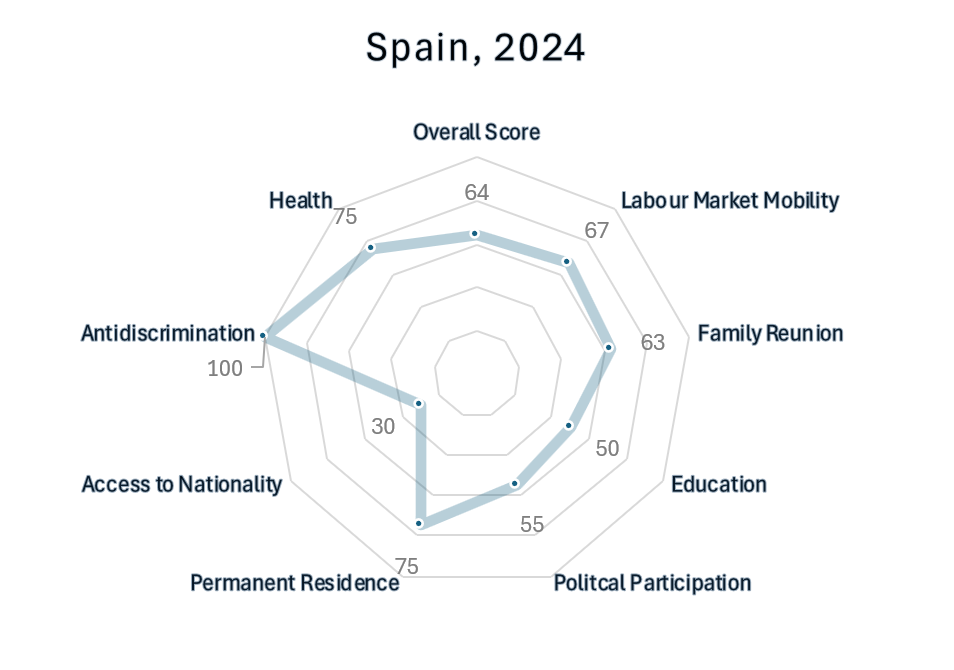 Spain, 2024
Overall Score
64
Health
75
Labour Market Mobility
67
Antidiscrimination
100
Family Reunion
63
30
50
Access to Nationality
Education
55
75
Permanent Residence
Politcal Participation